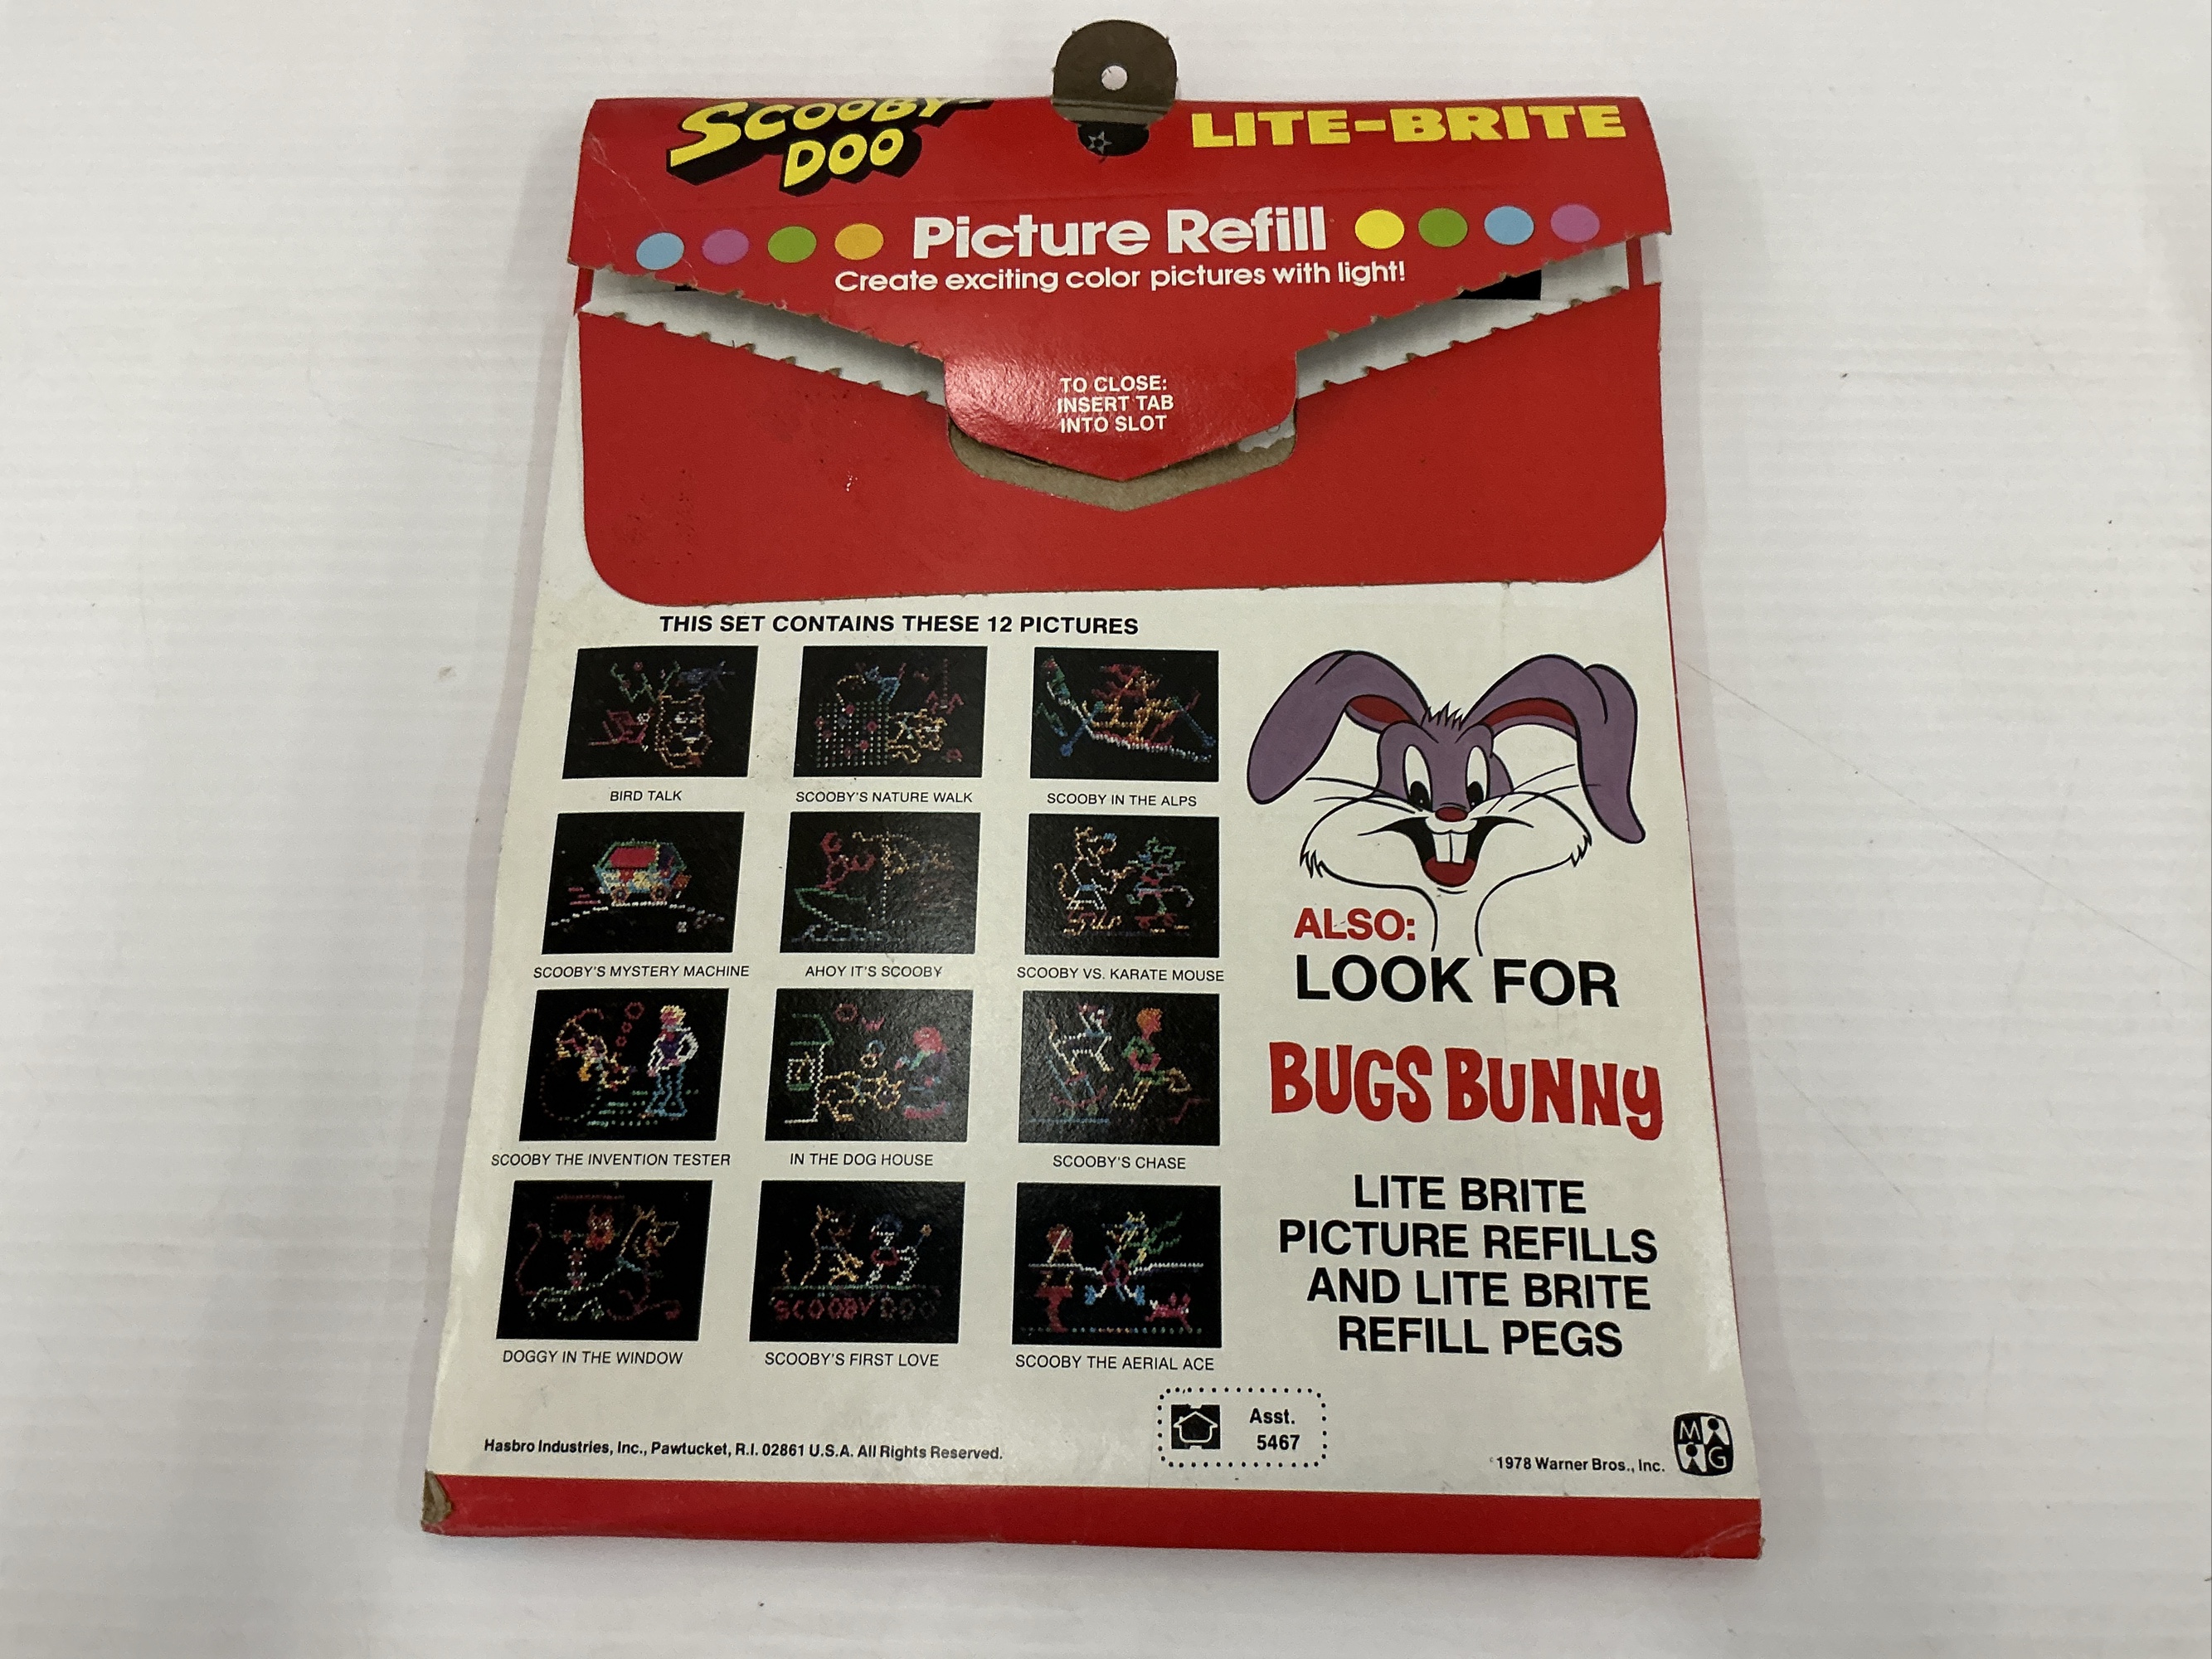 SCOOBY-
DOO
LITE-BRITE
Picture Refill
Create exciting color pictures with light!
TO CLOSE:
INSERT TAB
INTO SLOT
THIS SET CONTAINS THESE 12 PICTURES
BIRD TALK
SCOOBY'S NATURE WALK
SCOOBY IN THE ALPS
SCOOBY'S MYSTERY MACHINE
AHOY IT'S SCOOBY
SCOOBY VS. KARATE MOUSE
SCOOBY THE INVENTION TESTER
IN THE DOG HOUSE
SCOOBY'S CHASE
SCOOBY DOO
DOGGY IN THE WINDOW
SCOOBY'S FIRST LOVE
SCOOBY THE AERIAL ACE
ALSO:
LOOK FOR
BUGS BUNNY
LITE BRITE
PICTURE REFILLS
AND LITE BRITE
REFILL PEGS
Hasbro Industries, Inc., Pawtucket, R.I. 02861 U.S.A. All Rights Reserved.
Asst.
5467
©1978 Warner Bros., Inc.
M
G